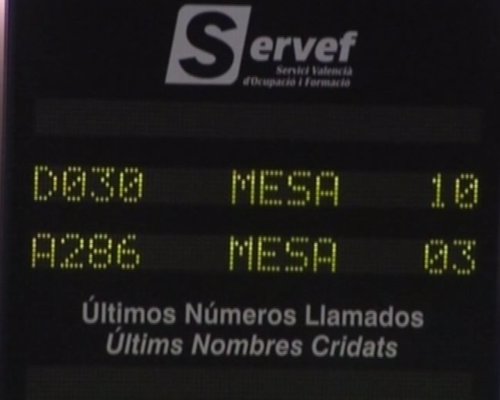 Servef
Servici Valencià
d'Ocupació i Formació
D030 MESA 10
A286 MESA 03
Últimos Números Llamados
Últims Nombres Cridats